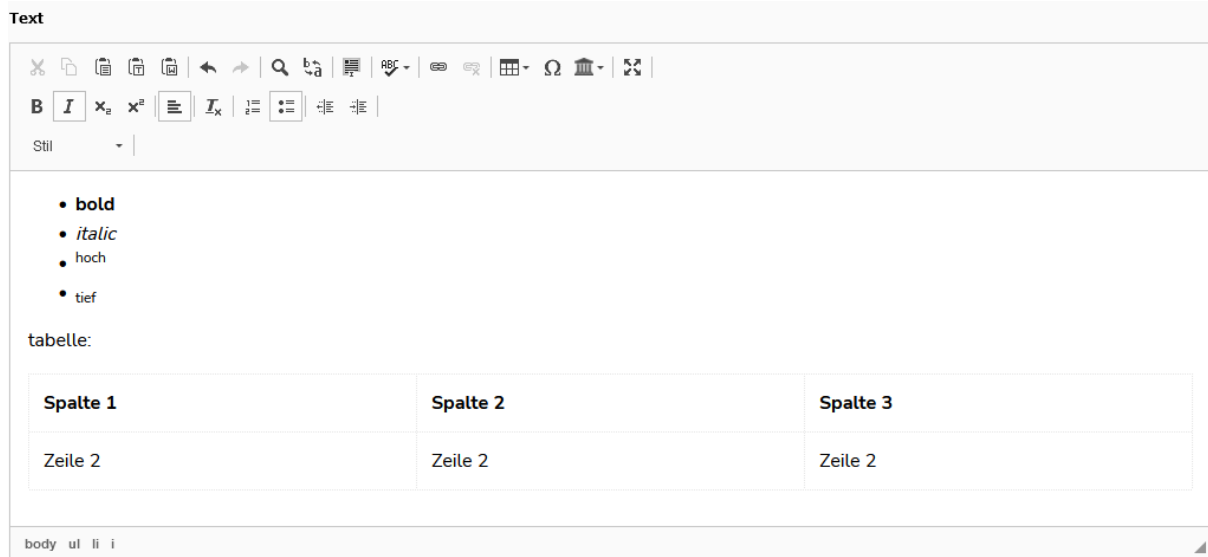 Text
Stil
bold
italic
hoch
tief
tabelle:
Spalte 1 Spalte 2 Spalte 3
Zeile 2 Zeile 2 Zeile 2
body ul li i